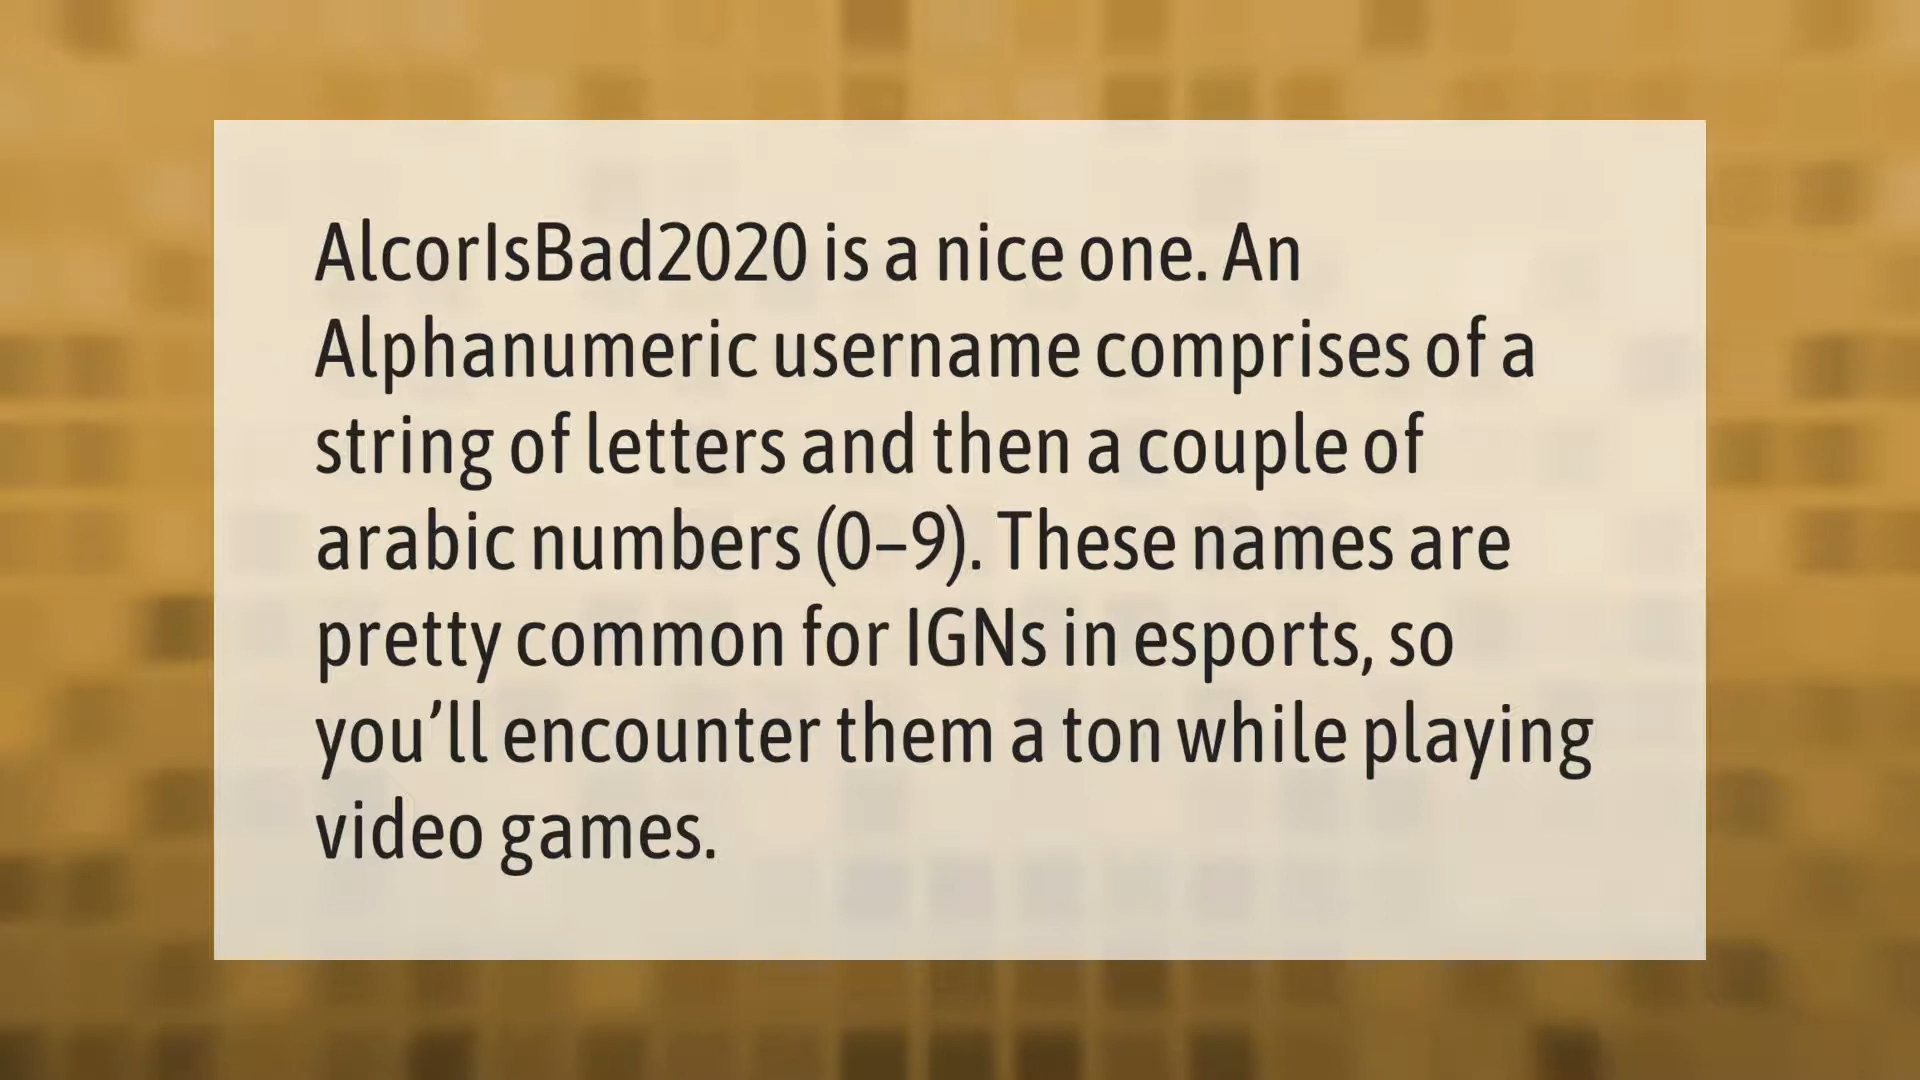 AlcorIsBad2020 is a nice one. An
Alphanumeric username comprises of a
string of letters and then a couple of
arabic numbers (0–9). These names are
pretty common for IGNs in esports, so
you’ll encounter them a ton while playing
video games.